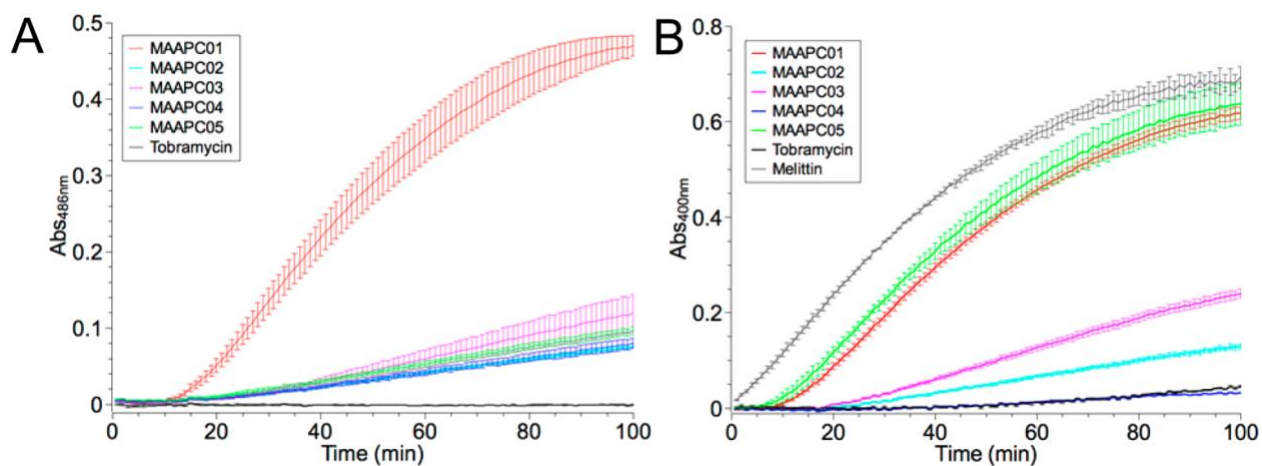 A
Abs486nm
0.5
0.4
0.3
0.2
0.1
0
MAAPC01
MAAPC02
MAAPC03
MAAPC04
MAAPC05
Tobramycin
0 20 40 60 80 100
Time (min)
B
Abs400nm
0.8
0.6
0.4
0.2
0
MAAPC01
MAAPC02
MAAPC03
MAAPC04
MAAPC05
Tobramycin
Melittin
0 20 40 60 80 100
Time (min)